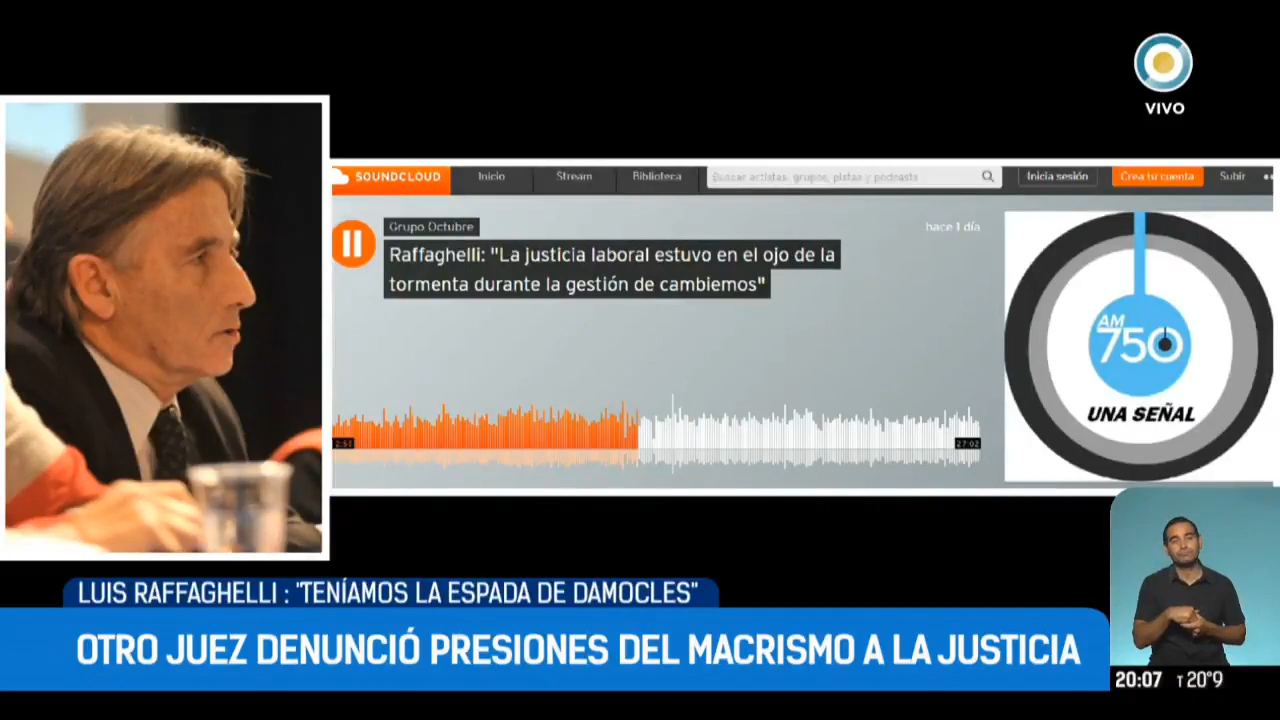 VIVO
SOUNDCLOUD
Inicio
Stream
Biblioteca
Buscar artistas, grupos, pistas y podcasts
Inicia sesión
Crea tu cuenta
Subir
Grupo Octubre
hace 1 día
Raffaghelli: "La justicia laboral estuvo en el ojo de la
tormenta durante la gestión de cambiemos"
AM
750
UNA SEÑAL
2:51
27:02
LUIS RAFFAGHELLI : "TENÍAMOS LA ESPADA DE DAMOCLES"
OTRO JUEZ DENUNCIÓ PRESIONES DEL MACRISMO A LA JUSTICIA
20:07 T 20°9